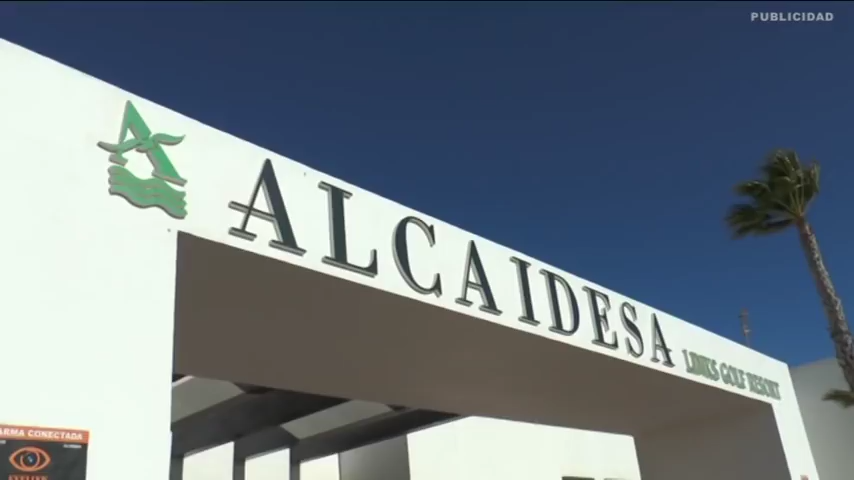 PUBLICIDAD
ALCAIDESA
LINKS GOLF RESORT
ARMA CONECTADA